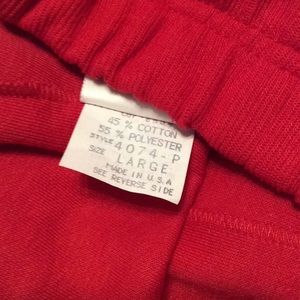 45 % COTTON
55 % POLYESTER
STYLE 4074-P
SIZE LARGE
MADE IN U.S.A
SEE REVERSE SIDE